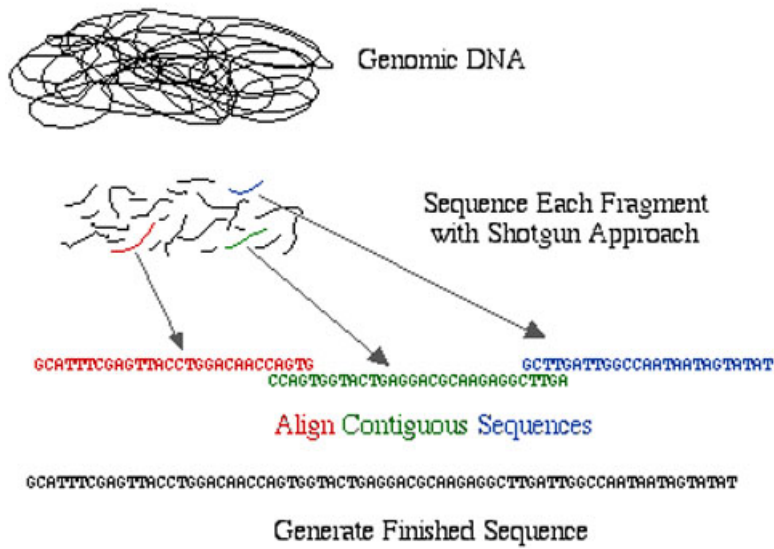 Genomic DNA
Sequence Each Fragment
with Shotgun Approach
GCATTTCGAGTTACCTGGACAACCAGTG
GCTTGATTGGCCAATAATAGTATAT
CCAGTGGTACTGAGGACGCAAGAGGCTTGA
Align Contiguous Sequences
GCATTTCGAGTTACCTGGACAACCAGTGGTACTGAGGACGCAAGAGGCTTGATTGGCCAATAATAGTATAT
Generate Finished Sequence